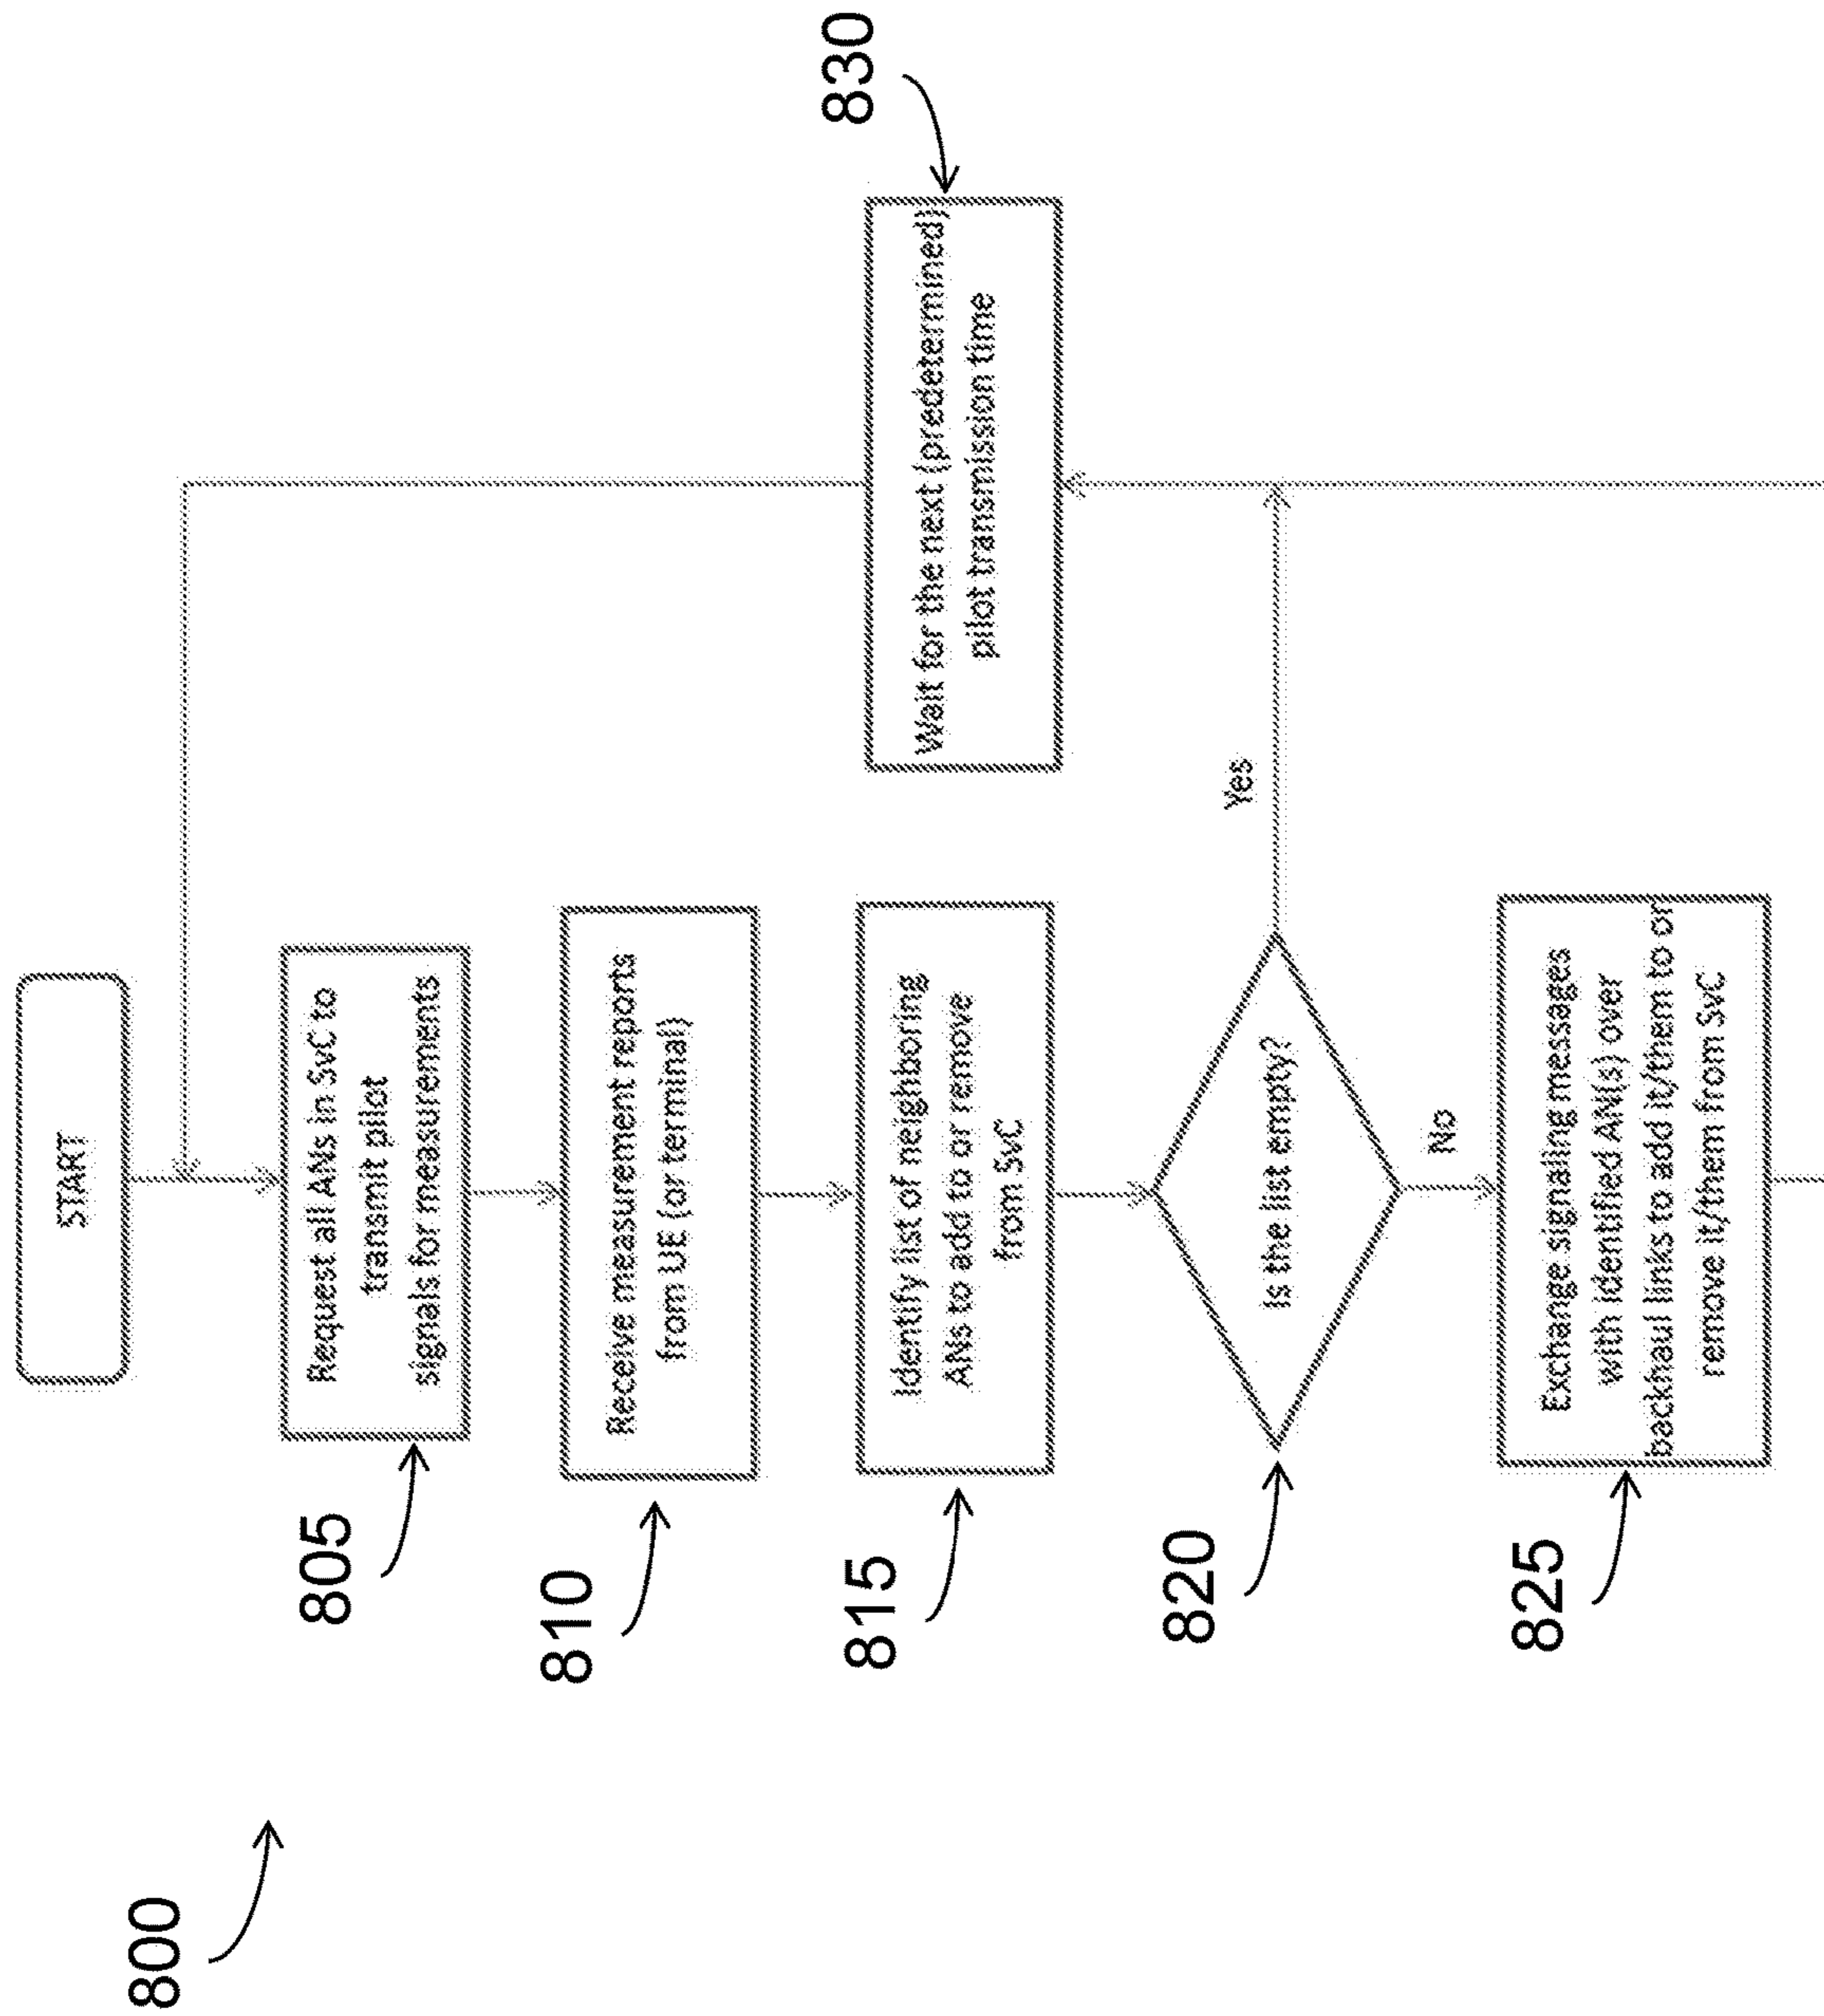 800
START
805
Request all ANs in SvC to
transmit pilot
signals for measurements
810
Receive measurement reports
from UE (or terminal)
815
Identify list of neighboring
ANs to add to or remove
from SvC
820
Is the list empty?
Yes
No
825
Exchange signaling messages
with identified AN(s) over
backhaul links to add it/them to or
remove it/them from SvC
830
Wait for the next (predetermined)
pilot transmission time